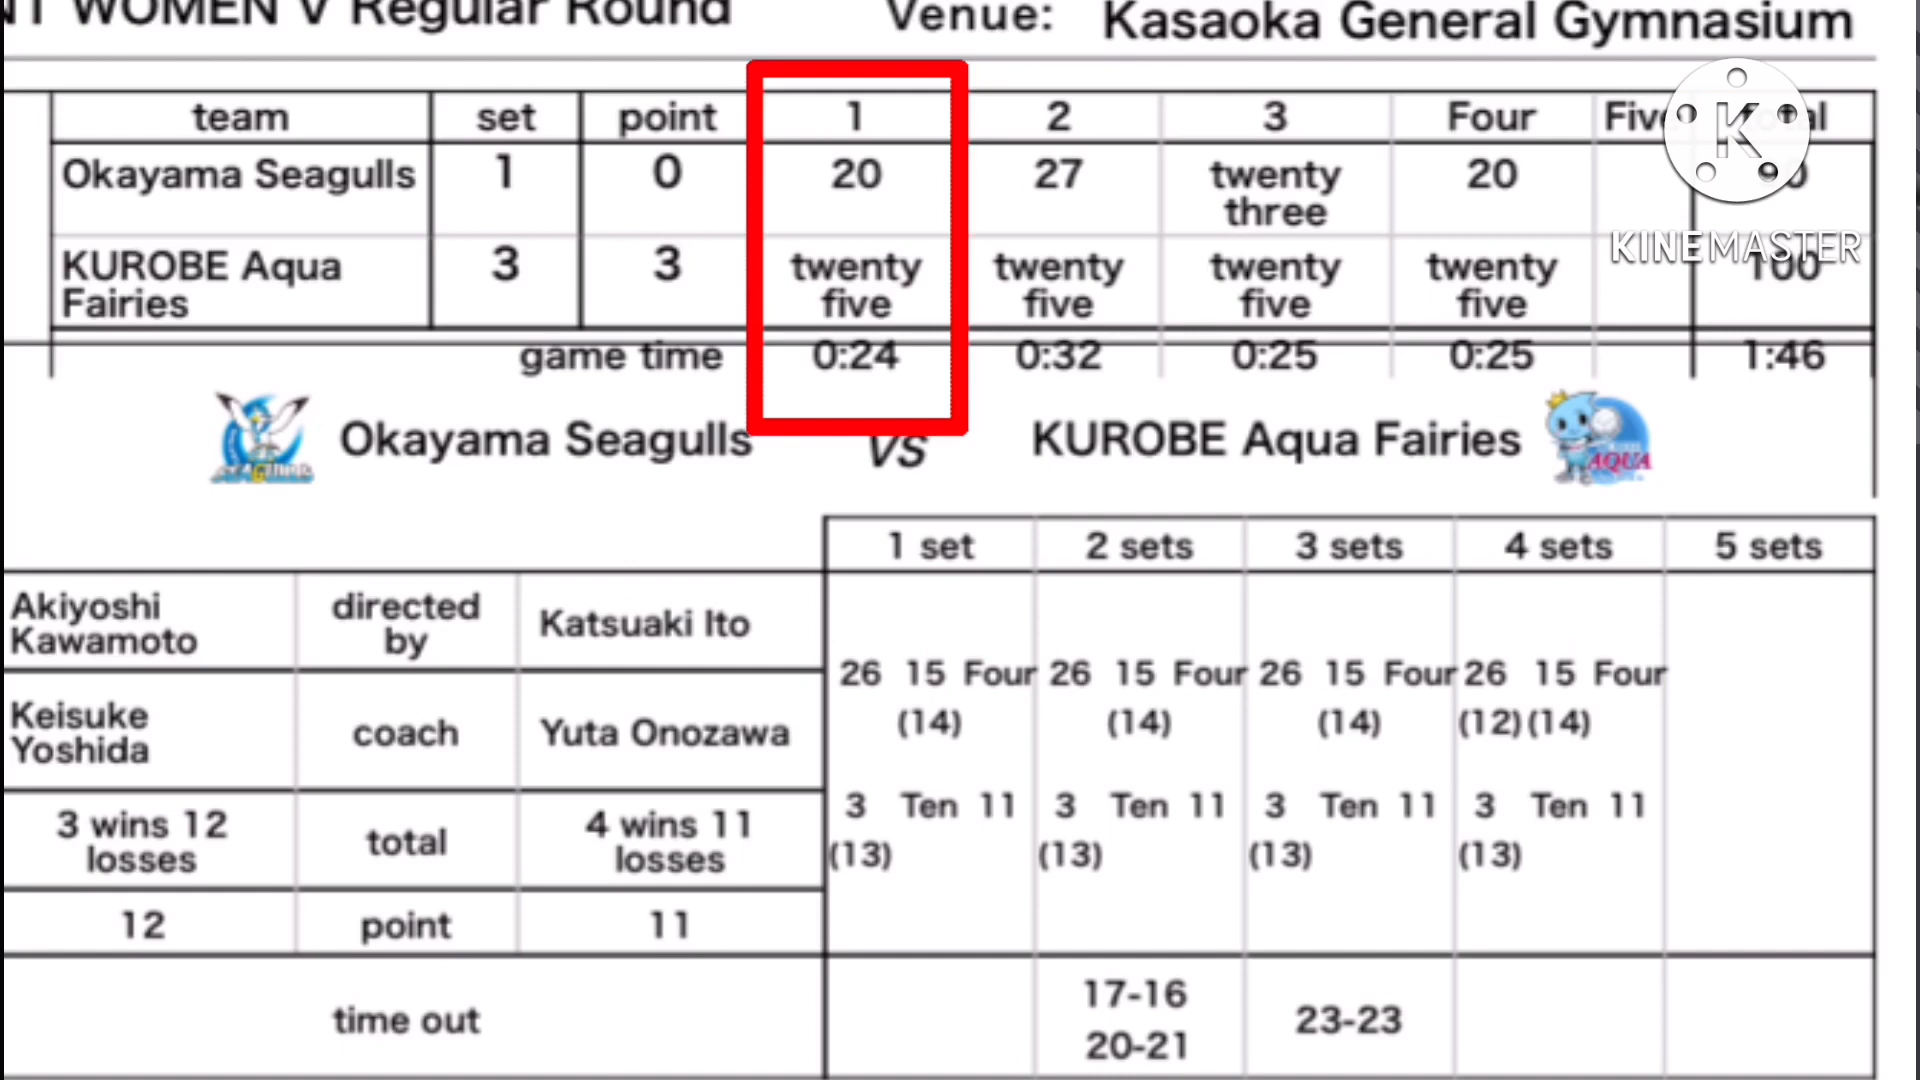 WOMEN V Regular Round Venue: Kasaoka General Gymnasium
team set point 1 2 3 Four Five
Okayama Seagulls 1 0 20 27 twenty three 20
KUROBE Aqua Fairies 3 3 twenty five twenty five twenty five twenty five 100
game time 0:24 0:32 0:25 0:25 1:46
KINEMASTER
Okayama Seagulls VS KUROBE Aqua Fairies
AQUA
1 set 2 sets 3 sets 4 sets 5 sets
Akiyoshi Kawamoto directed by Katsuaki Ito
26 15 Four 26 15 Four 26 15 Four 26 15 Four
(14) (14) (14) (12) (14)
Keisuke Yoshida coach Yuta Onozawa
3 Ten 11 3 Ten 11 3 Ten 11 3 Ten 11
(13) (13) (13) (13)
3 wins 12 losses total 4 wins 11 losses
12 point 11
time out 17-16 23-23
20-21